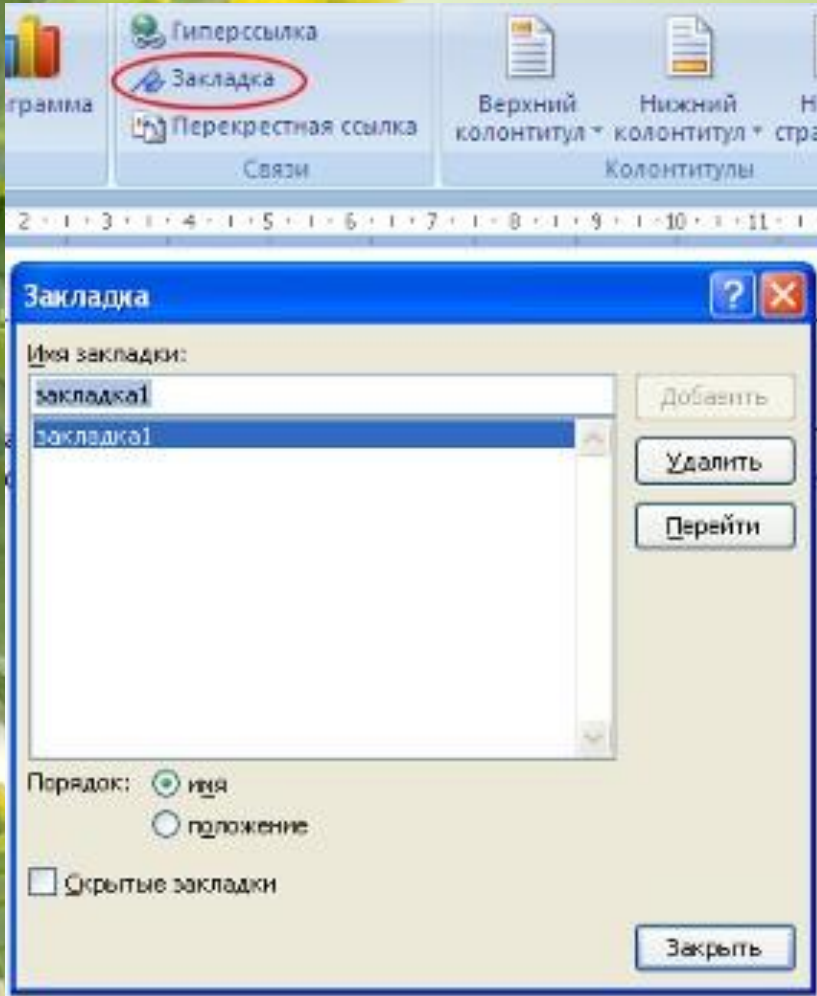 Гиперссылка
грамма
Закладка
Перекрестная ссылка
Связи
Верхний колонтитул
Нижний колонтитул
Н
стра
Колонтитулы
2 3 4 5 6 7 8 9 10 11
Закладка
Имя закладки:
закладка1
закладка1
Добавить
Удалить
Перейти
Порядок:
имя
положение
Скрытые закладки
Закрыть